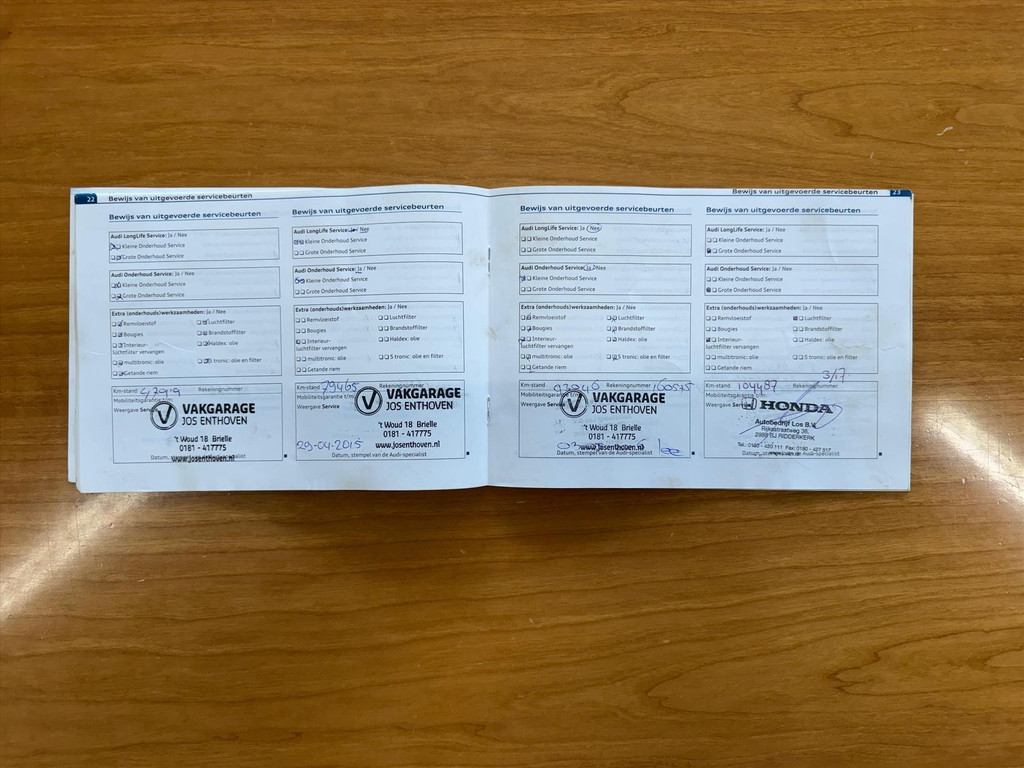 22 Bewijs van uitgevoerde servicebeurten
Bewijs van uitgevoerde servicebeurten
Audi LongLife Service: Ja / Nee
Kleine Onderhoud Service
Grote Onderhoud Service
Audi Onderhoud Service: Ja / Nee
Kleine Onderhoud Service
Grote Onderhoud Service
Extra (onderhouds)werkzaamheden: Ja / Nee
Remvloeistof Luchtfilter
Bougies Brandstoffilter
Interieur- Haldex: olie
luchtfilter vervangen
multitronic: olie S tronic: olie en filter
Getande riem
Km-stand Rekeningnummer
Mobiliteitsgarantie t/m
Weergave Service
VAKGARAGE
JOS ENTHOVEN
't Woud 18 Brielle
0181 - 417775
www.josenthoven.nl
Datum, stempel van de Audi-specialist
Bewijs van uitgevoerde servicebeurten
Audi LongLife Service: Ja / Nee
Kleine Onderhoud Service
Grote Onderhoud Service
Audi Onderhoud Service: Ja / Nee
Kleine Onderhoud Service
Grote Onderhoud Service
Extra (onderhouds)werkzaamheden: Ja / Nee
Remvloeistof Luchtfilter
Bougies Brandstoffilter
Interieur- Haldex: olie
luchtfilter vervangen
multitronic: olie S tronic: olie en filter
Getande riem
Km-stand 79465 Rekeningnummer
Mobiliteitsgarantie t/m
Weergave Service
VAKGARAGE
JOS ENTHOVEN
't Woud 18 Brielle
0181 - 417775
29-04-2015 www.josenthoven.nl
Datum, stempel van de Audi-specialist
Bewijs van uitgevoerde servicebeurten 23
Bewijs van uitgevoerde servicebeurten
Audi LongLife Service: Ja / Nee
Kleine Onderhoud Service
Grote Onderhoud Service
Audi Onderhoud Service: Ja / Nee
Kleine Onderhoud Service
Grote Onderhoud Service
Extra (onderhouds)werkzaamheden: Ja / Nee
Remvloeistof Luchtfilter
Bougies Brandstoffilter
Interieur- Haldex: olie
luchtfilter vervangen
multitronic: olie S tronic: olie en filter
Getande riem
Km-stand Rekeningnummer
Mobiliteitsgarantie t/m
Weergave Service
VAKGARAGE
JOS ENTHOVEN
't Woud 18 Brielle
0181 - 417775
www.josenthoven.nl
Datum, stempel van de Audi-specialist
Bewijs van uitgevoerde servicebeurten
Audi LongLife Service: Ja / Nee
Kleine Onderhoud Service
Grote Onderhoud Service
Audi Onderhoud Service: Ja / Nee
Kleine Onderhoud Service
Grote Onderhoud Service
Extra (onderhouds)werkzaamheden: Ja / Nee
Remvloeistof Luchtfilter
Bougies Brandstoffilter
Interieur- Haldex: olie
luchtfilter vervangen
multitronic: olie S tronic: olie en filter
Getande riem 3/17
Km-stand 104487 Rekeningnummer
Mobiliteitsgarantie t/m
Weergave Service
HONDA
Autobedrijf Los B.V.
Rijksstraatweg 36,
2988 BJ RIDDERKERK
Tel.: 0180 - 420 111 Fax: 0180 - 427 517
Datum, stempel van de Audi-specialist